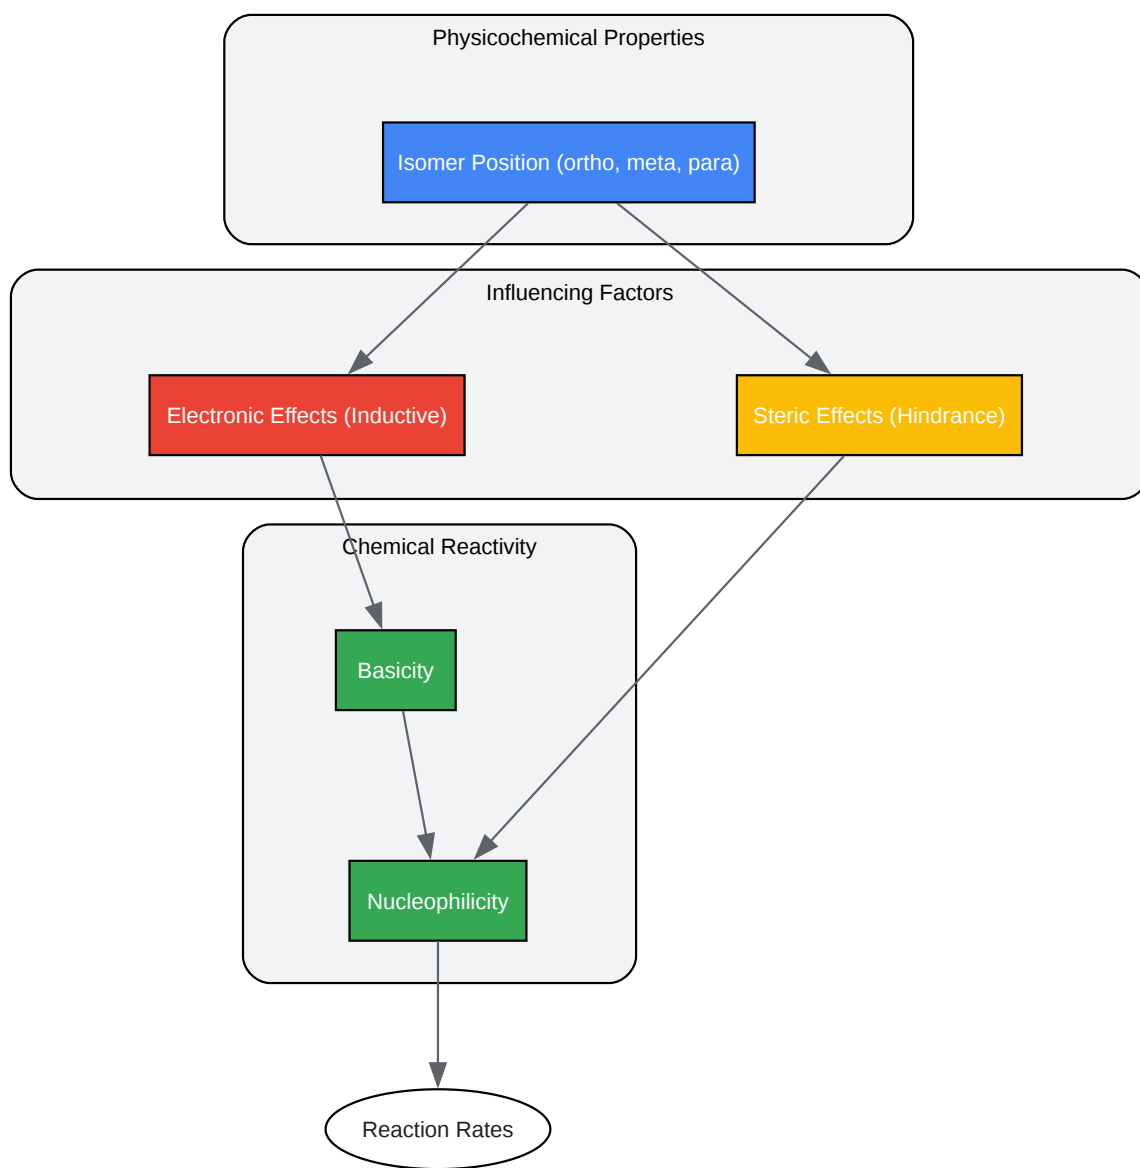 Physicochemical Properties
Isomer Position (ortho, meta, para)
Influencing Factors
Electronic Effects (Inductive)
Steric Effects (Hindrance)
Chemical Reactivity
Basicity
Nucleophilicity
Reaction Rates